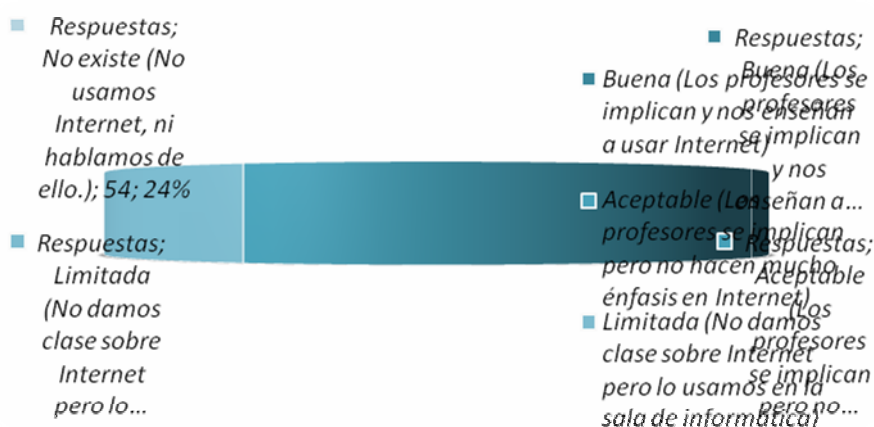 Respuestas;
No existe (No
usamos
Internet, ni
hablamos de
ello.); 54; 24%
Respuestas;
Limitada
(No damos
clase sobre
Internet
pero lo...
Buena (Los profesores se
implican y nos enseñan
a usar Internet)
Aceptable (Los
profesores se implican
pero no hacen mucho
énfasis en Internet)
Limitada (No damos
clase sobre Internet
pero lo usamos en la
sala de informática)
Respuestas;
Buena (Los
profesores
se implican
y nos
enseñan a...
Respuestas;
Aceptable
(Los
profesores
se implican
pero no...